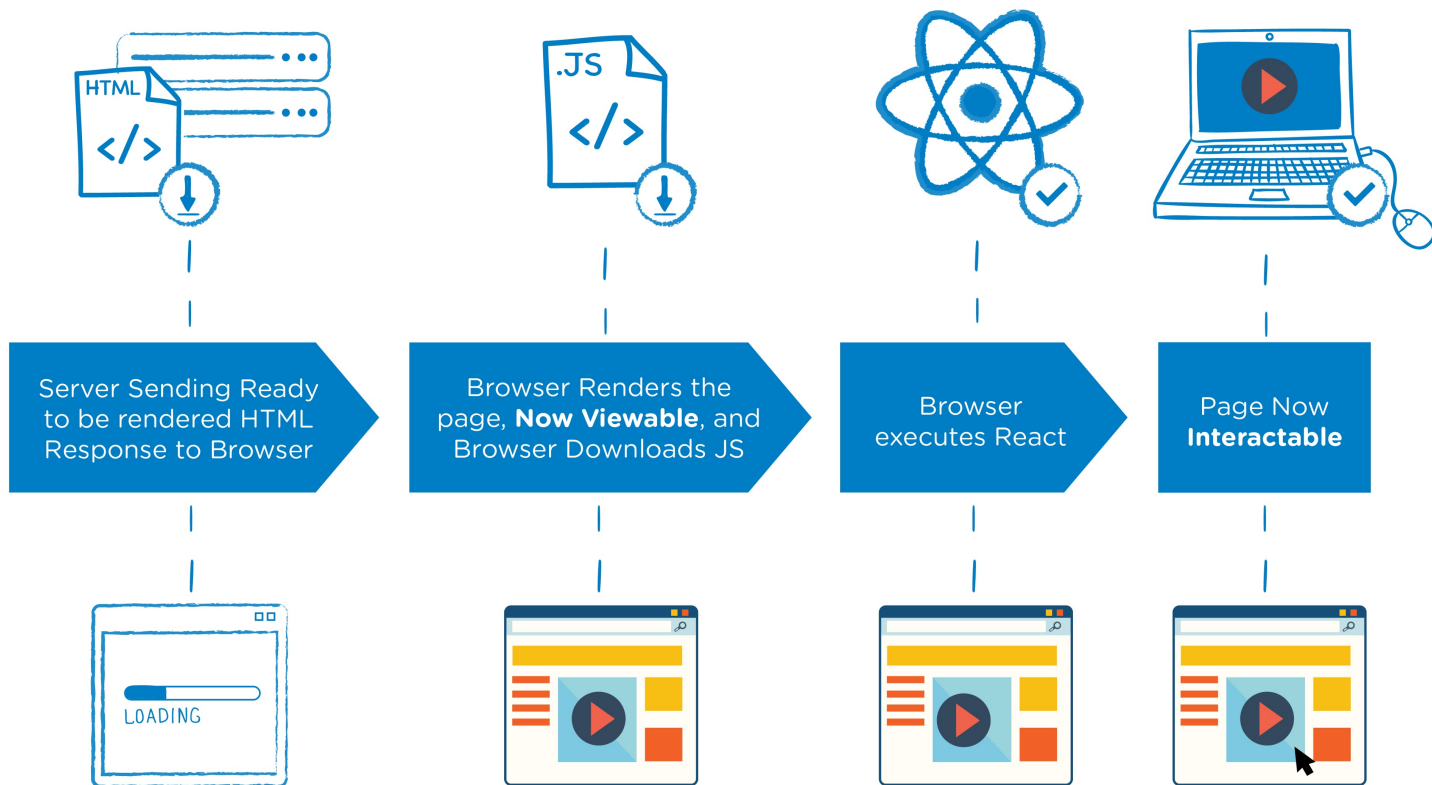 HTML
</>
.JS
</>
Server Sending Ready
to be rendered HTML
Response to Browser
Browser Renders the
page, Now Viewable, and
Browser Downloads JS
Browser
executes React
Page Now
Interactable
LOADING